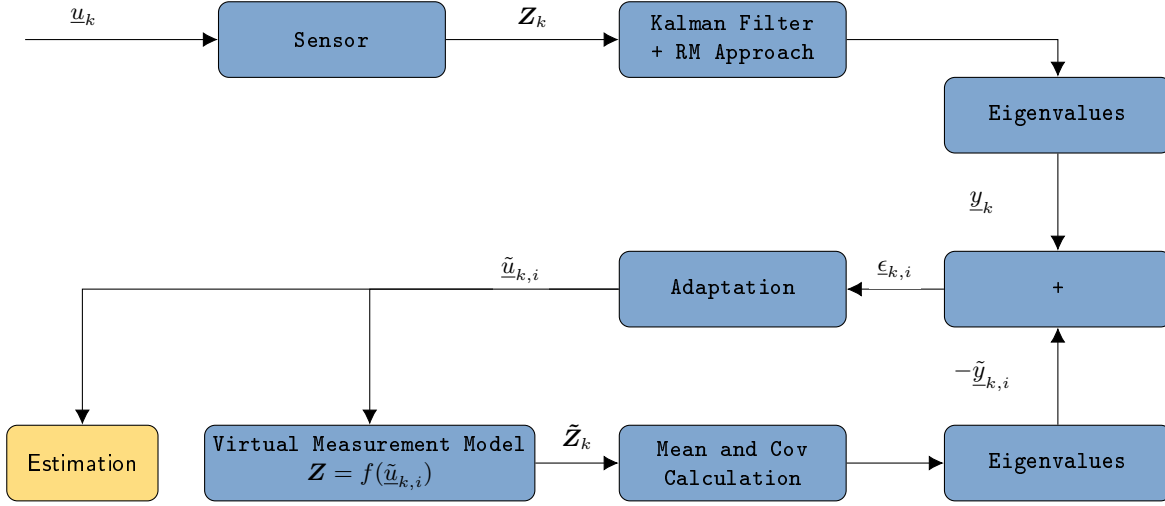 u_k
Z_k
Sensor
Kalman Filter
+ RM Approach
Eigenvalues
y_k
ũ_{k,i}
ϵ_{k,i}
Adaptation
+
−ỹ_{k,i}
Estimation
Virtual Measurement Model
Z = f(ũ_{k,i})
Z̃_k
Mean and Cov
Calculation
Eigenvalues